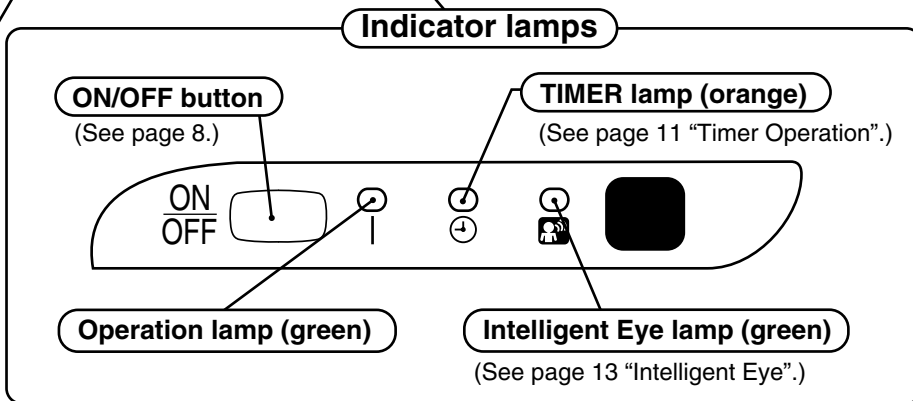 Indicator lamps
ON/OFF button
(See page 8.)
TIMER lamp (orange)
(See page 11 “Timer Operation”.)
ON
OFF
Operation lamp (green)
Intelligent Eye lamp (green)
(See page 13 “Intelligent Eye”.)